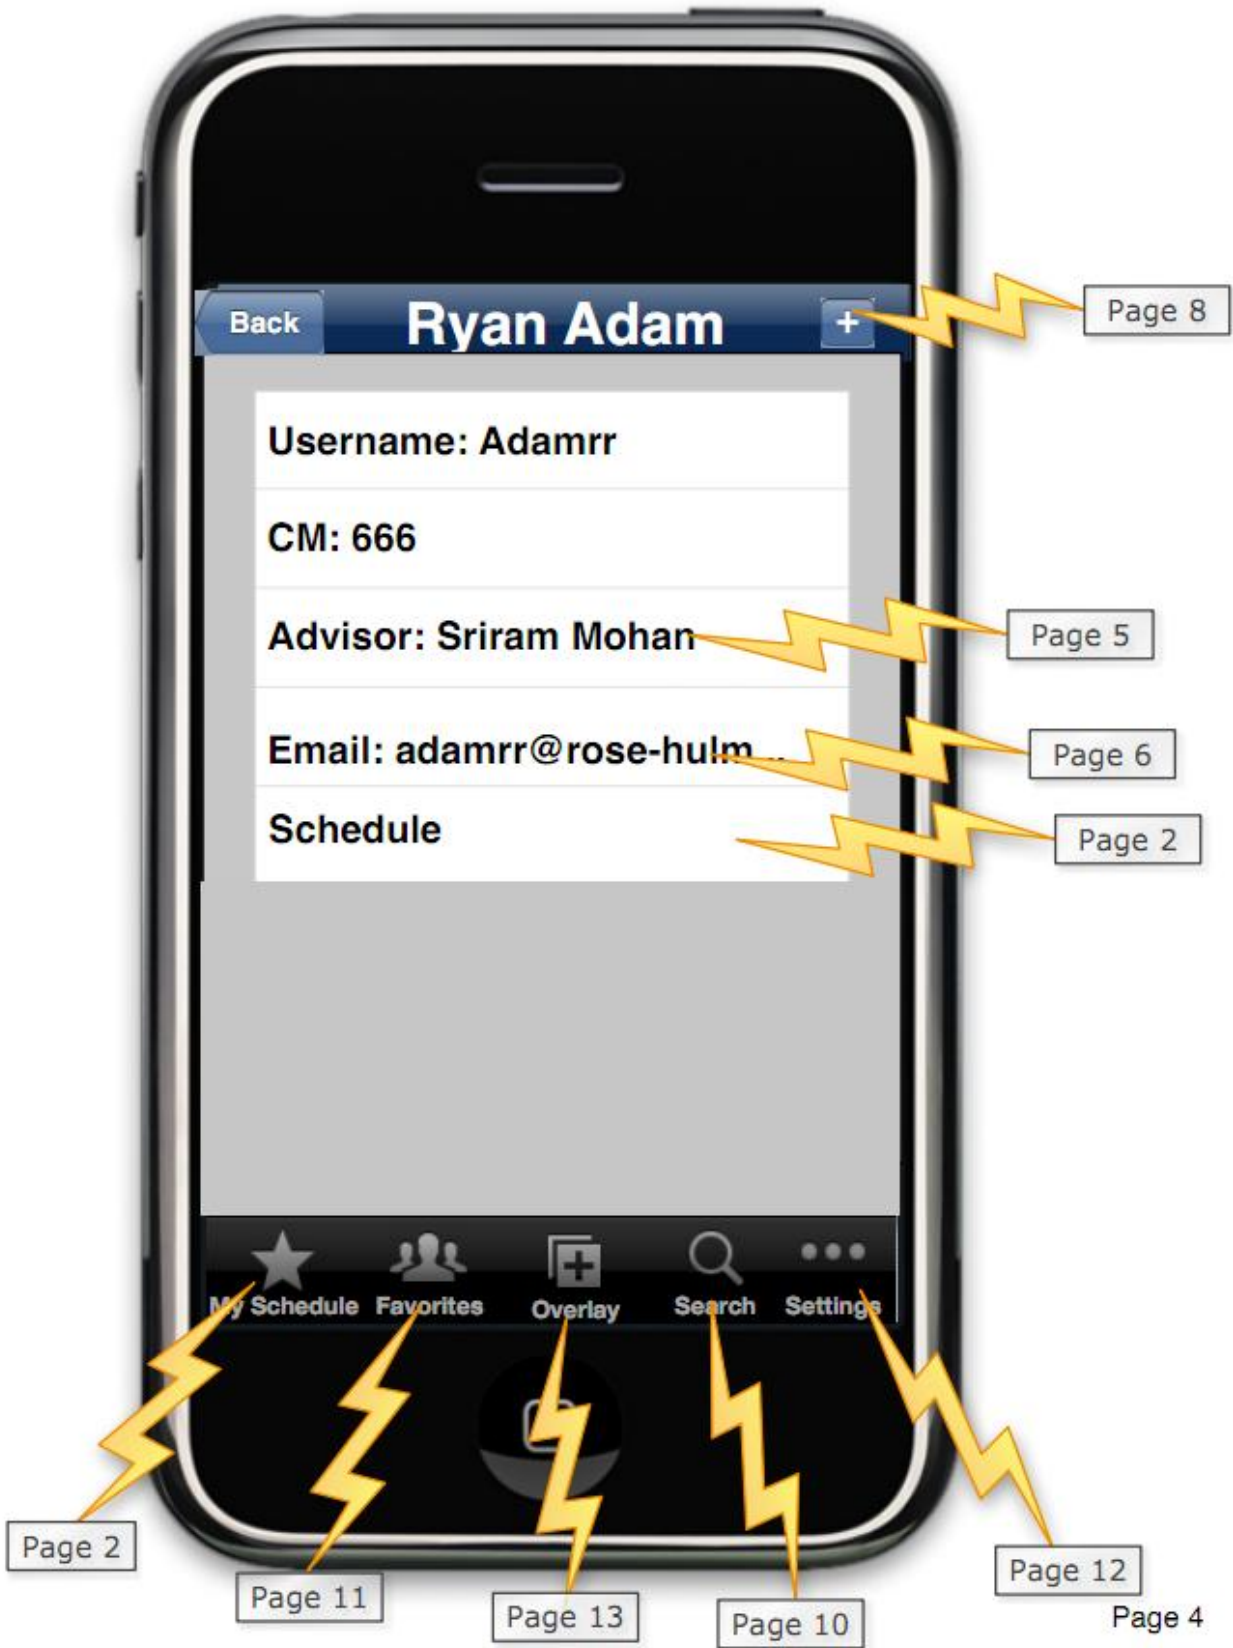 Back Ryan Adam +
Page 8
Username: Adamrr
CM: 666
Advisor: Sriram Mohan
Page 5
Email: adamrr@rose-hulm...
Page 6
Schedule
Page 2
My Schedule Favorites Overlay Search Settings
Page 2
Page 11
Page 13
Page 10
Page 12
Page 4